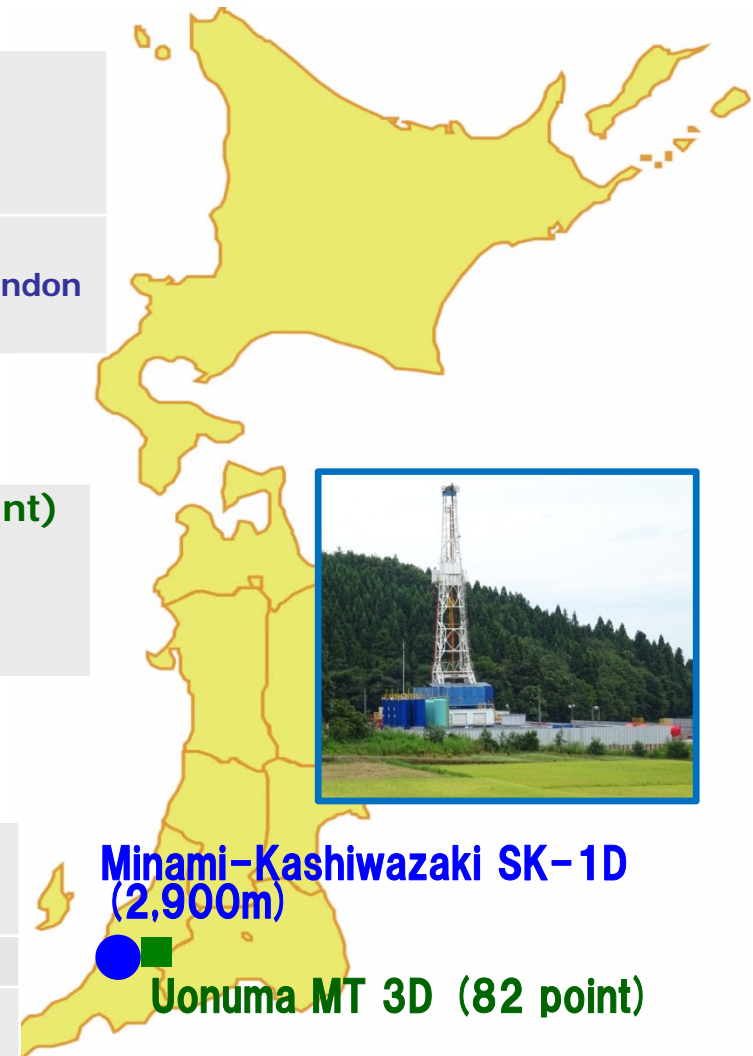 ndon
nt)
Minami-Kashiwazaki SK-1D
(2,900m)
Uonuma MT 3D (82 point)